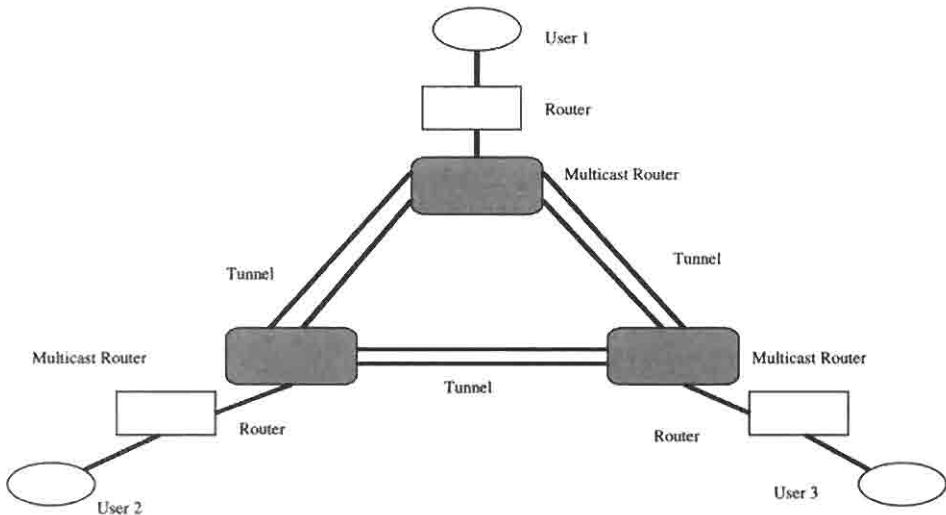 User 1
Router
Multicast Router
Tunnel
Tunnel
Multicast Router
Multicast Router
Tunnel
Router
Router
User 2
User 3